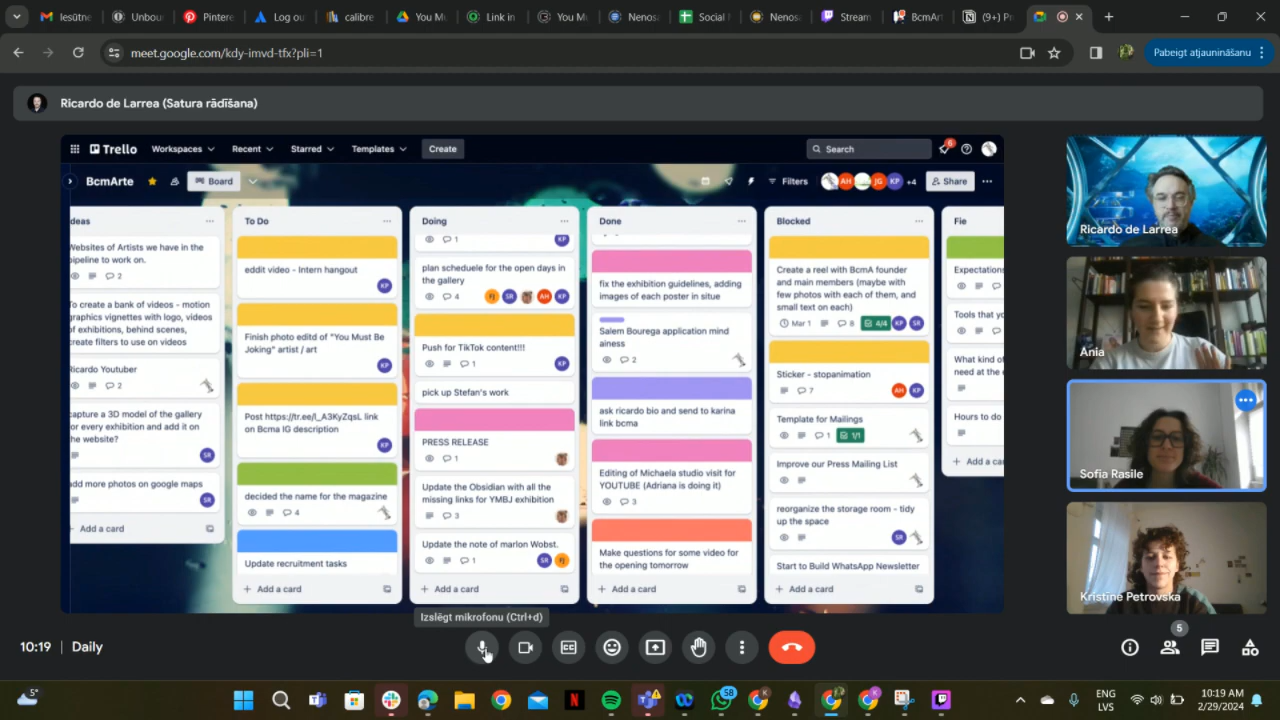 Iesūtne
Unbou
Pintere
Log ou
calibre
You M
Link in
You M
Nenosa
Social
Nenosa
Stream
BcmArt
(9+) Pr
meet.google.com/kdy-imvd-tfx?pli=1
Pabeigt atjaunināšanu
Ricardo de Larrea (Satura rādīšana)
Trello
Workspaces
Recent
Starred
Templates
Create
Search
6
BcmArte
Board
Filters
AH
JG
KP
+4
Share
deas
Websites of Artists we have in the
pipeline to work on.
2
To create a bank of videos - motion
graphics vignettes with logo, videos
of exhibitions, behind scenes,
create filters to use on videos
Ricardo Youtuber
2
capture a 3D model of the gallery
for every exhibition and add it on
the website?
SR
add more photos on google maps
SR
Add a card
To Do
eddit video - Intern hangout
KP
Finish photo editd of "You Must Be
Joking" artist / art
KP
Post https://tr.ee/l_A3KyZqsL link
on Bcma IG description
KP
decided the name for the magazine
4
Update recruitment tasks
+ Add a card
Doing
1
KP
plan scheduele for the open days in
the gallery
4
FJ
SR
AH
KP
Push for TikTok content!!!
1
KP
pick up Stefan's work
PRESS RELEASE
1
Update the Obsidian with all the
missing links for YMBJ exhibition
3
Update the note of marlon Wobst.
1
SR
FJ
+ Add a card
Done
fix the exhibition guidelines, adding
images of each poster in situe
Salem Bourega application mind
ainess
2
ask ricardo bio and send to karina
link bcma
Editing of Michaela studio visit for
YOUTUBE (Adriana is doing it)
3
Make questions for some video for
the opening tomorrow
+ Add a card
Blocked
Create a reel with BcmA founder
and main members (maybe with
few photos with each of them, and
small text on each)
Mar 1
8
4/4
KP
SR
Sticker - stopanimation
7
AH
KP
Template for Mailings
1
1/1
Improve our Press Mailing List
reorganize the storage room - tidy
up the space
SR
Start to Build WhatsApp Newsletter
+ Add a card
Fie
Expectations
Tools that yo
What kind of
need at the e
Hours to do
+ Add a car
Ricardo de Larrea
Ania
Sofia Rasile
Kristīne Petrovska
Izslēgt mikrofonu (Ctrl+d)
10:19 | Daily
CC
5
5°
58
K
K
ENG
LVS
10:19 AM
2/29/2024